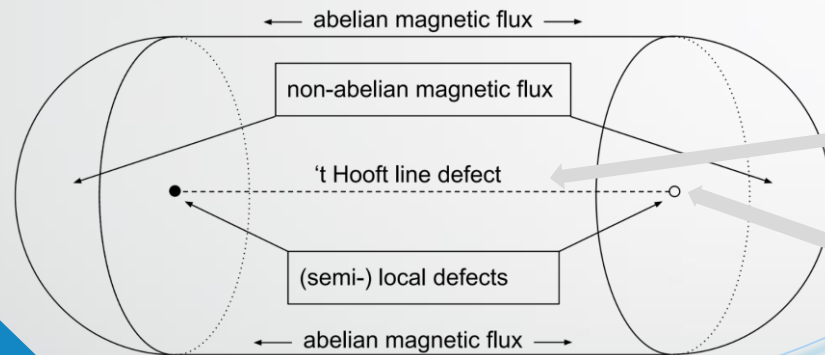 abelian magnetic flux
non-abelian magnetic flux
‘t Hooft line defect
(semi-) local defects
abelian magnetic flux